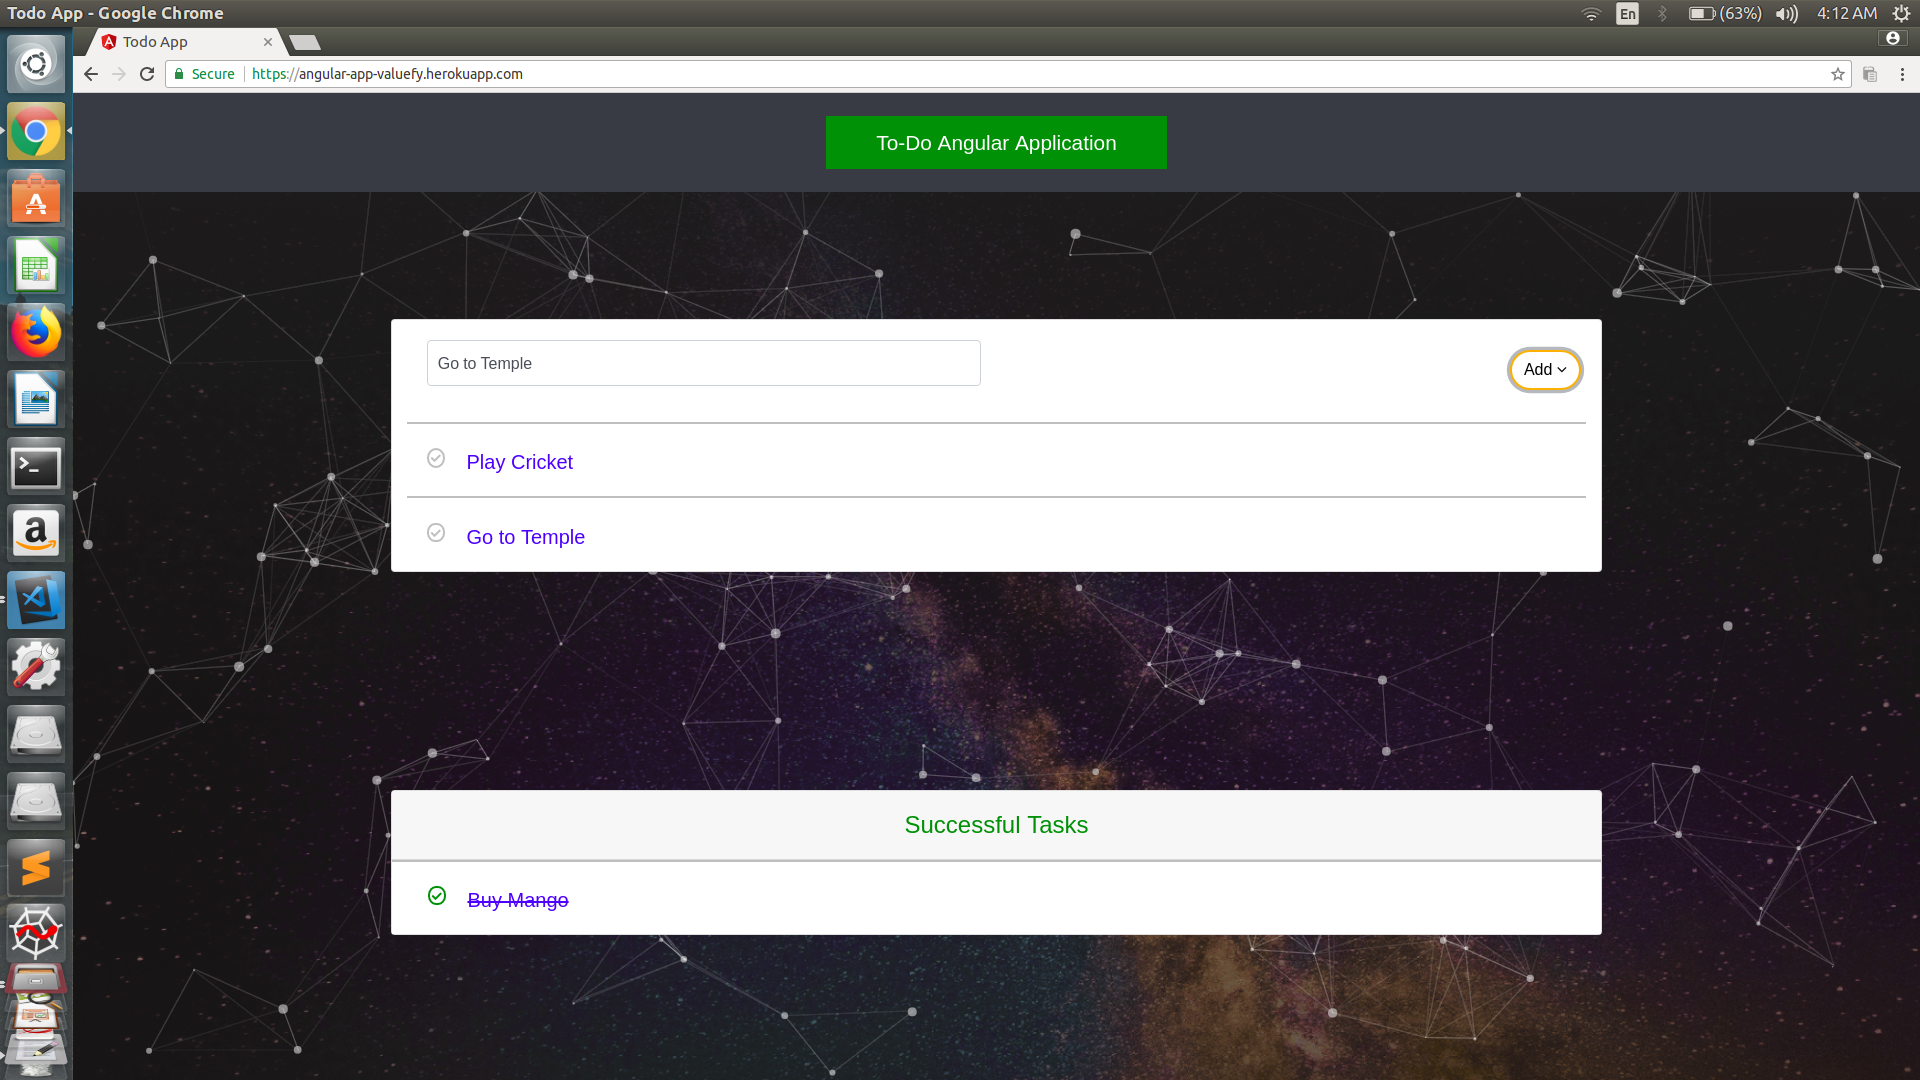 Todo App - Google Chrome
En
(63%)
4:12 AM
Todo App
Secure
https://angular-app-valuefy.herokuapp.com
To-Do Angular Application
Go to Temple
Add
Play Cricket
Go to Temple
Successful Tasks
Buy Mango